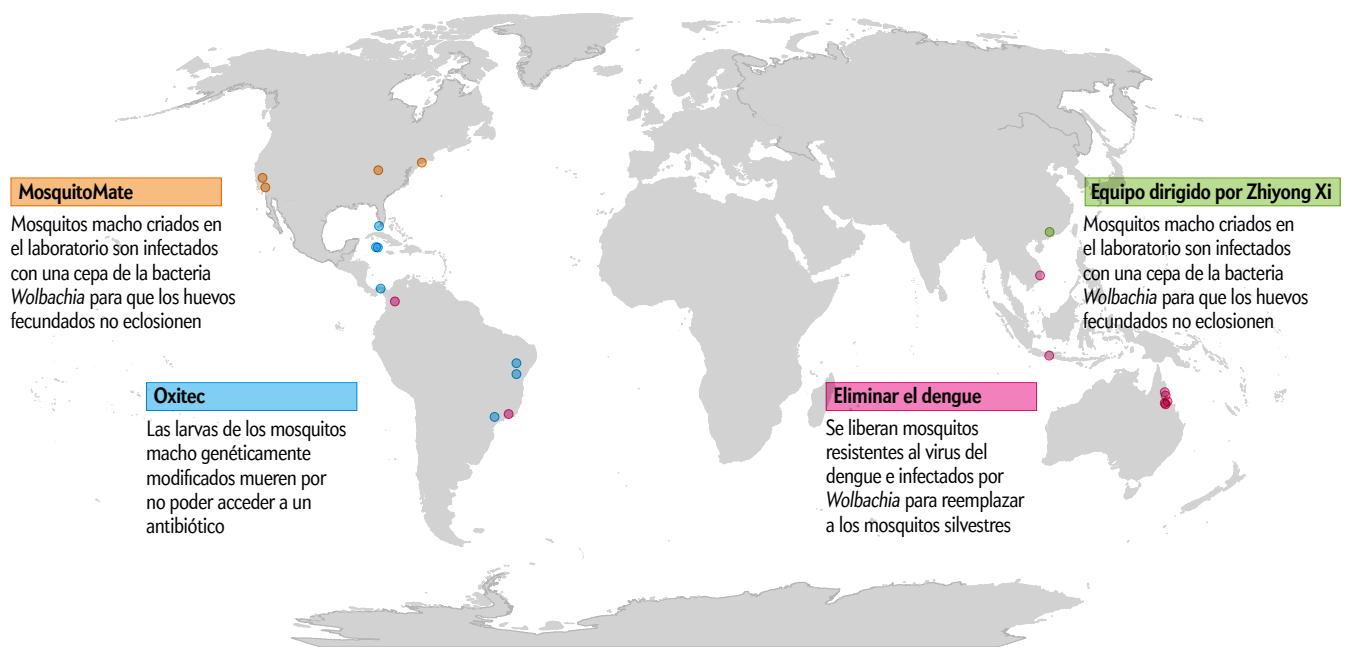 MosquitoMate
Mosquitos macho criados en
el laboratorio son infectados
con una cepa de la bacteria
Wolbachia para que los huevos
fecundados no eclosionen
Equipo dirigido por Zhiyong Xi
Mosquitos macho criados en
el laboratorio son infectados
con una cepa de la bacteria
Wolbachia para que los huevos
fecundados no eclosionen
Oxitec
Las larvas de los mosquitos
macho genéticamente
modificados mueren por
no poder acceder a un
antibiótico
Eliminar el dengue
Se liberan mosquitos
resistentes al virus del
dengue e infectados por
Wolbachia para reemplazar
a los mosquitos silvestres